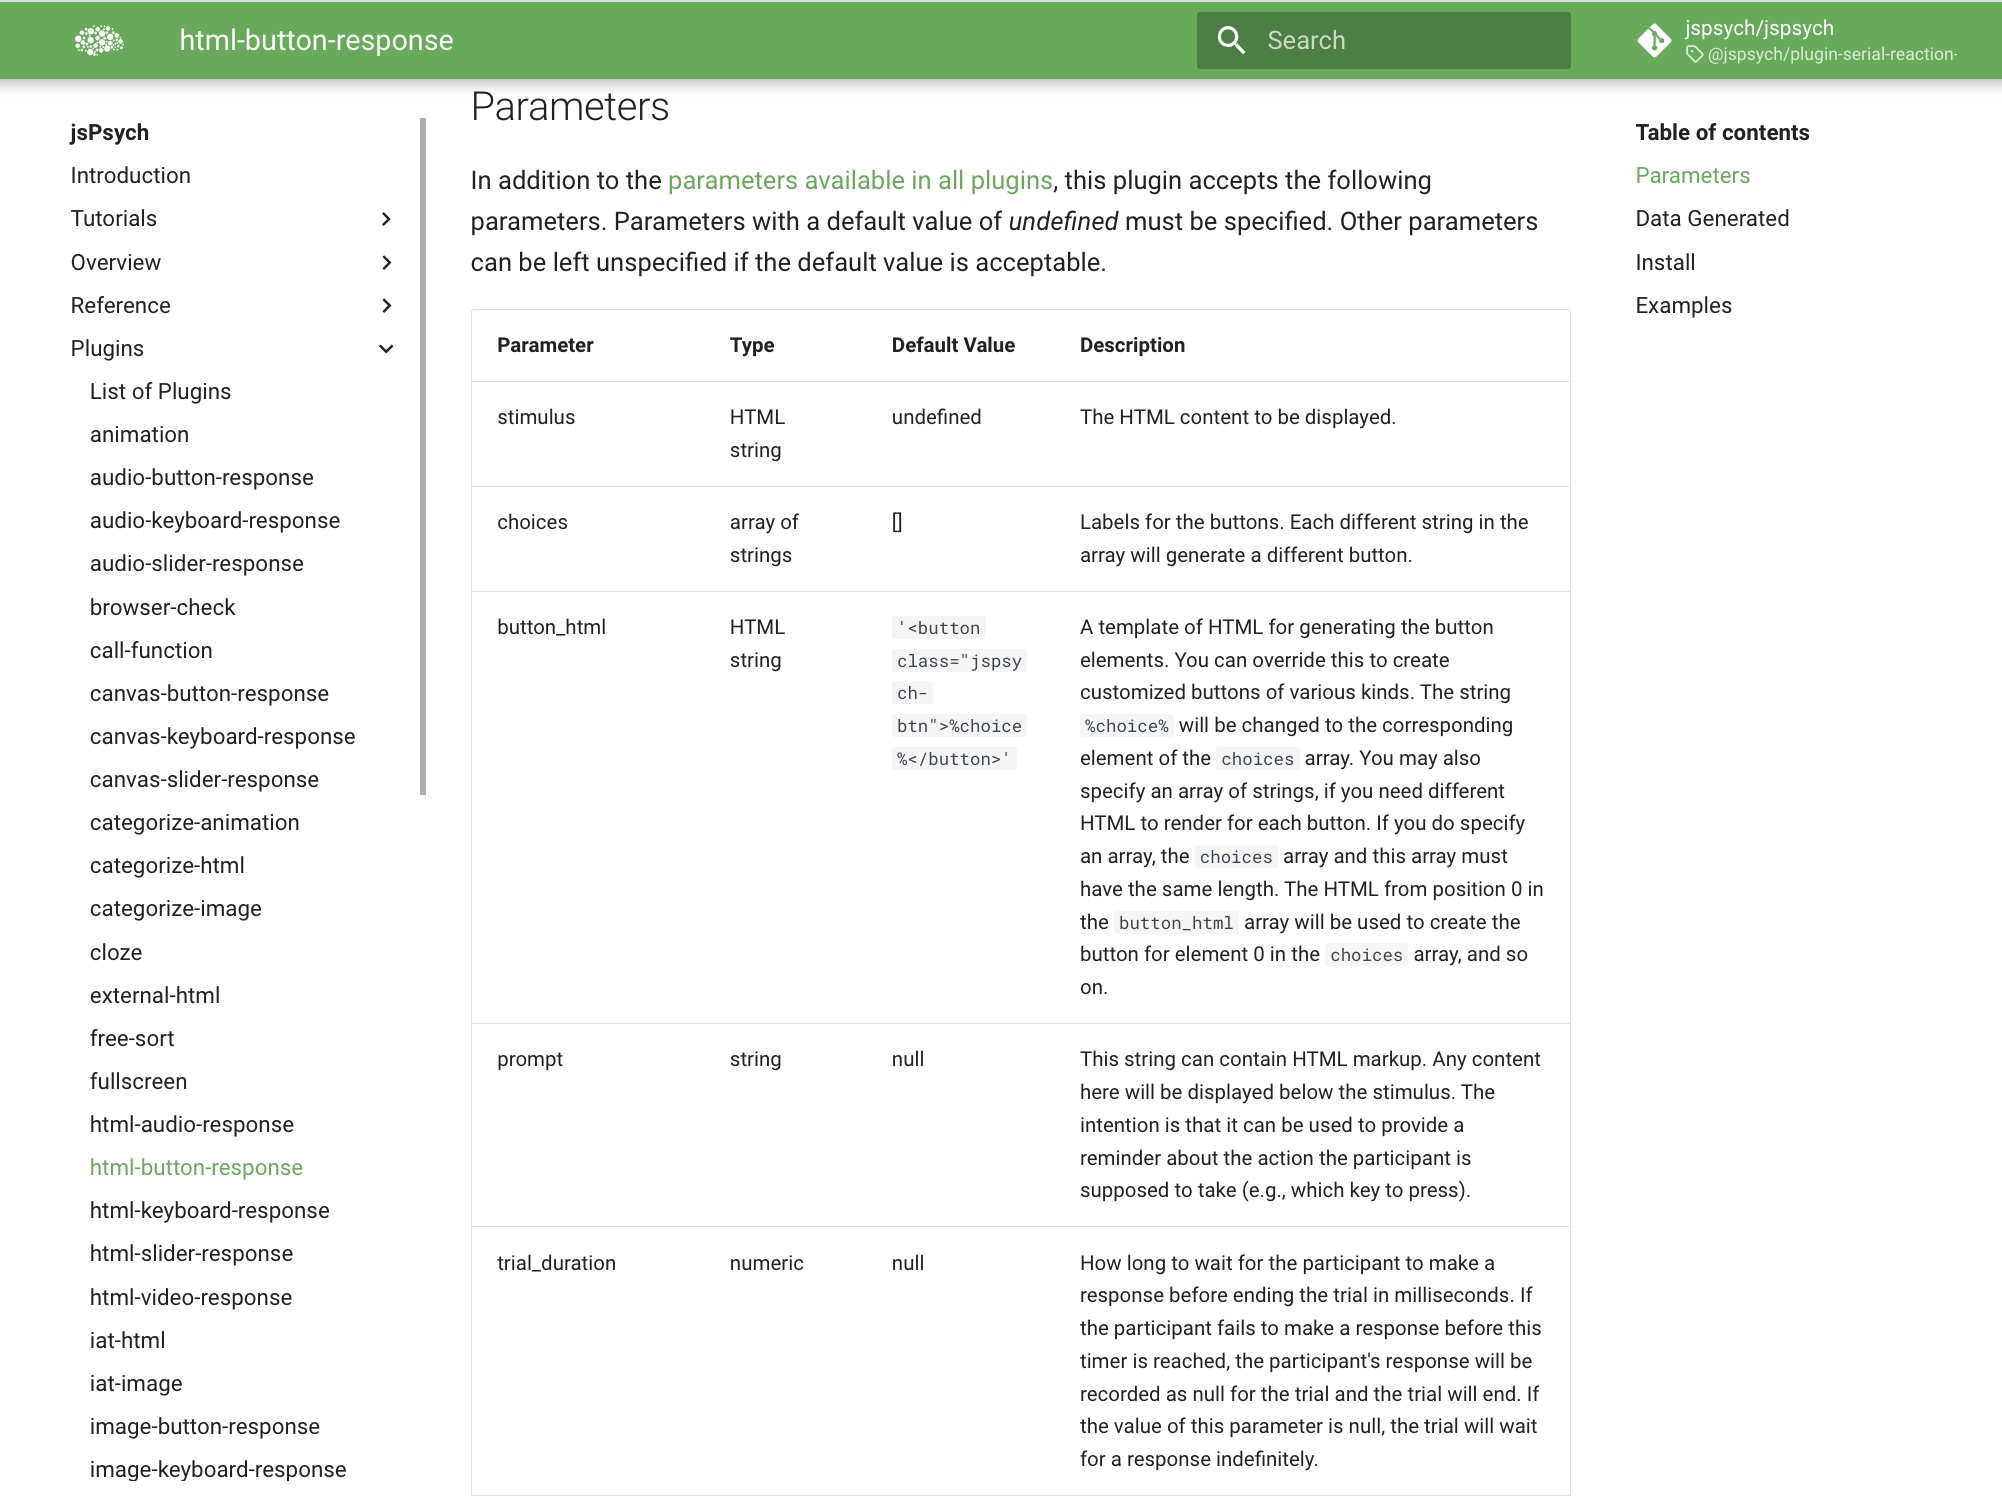 html-button-response
Search
jspsych/jspsych
@jspsych/plugin-serial-reaction-
jsPsych
Introduction
Tutorials
Overview
Reference
Plugins
List of Plugins
animation
audio-button-response
audio-keyboard-response
audio-slider-response
browser-check
call-function
canvas-button-response
canvas-keyboard-response
canvas-slider-response
categorize-animation
categorize-html
categorize-image
cloze
external-html
free-sort
fullscreen
html-audio-response
html-button-response
html-keyboard-response
html-slider-response
html-video-response
iat-html
iat-image
image-button-response
image-keyboard-response
Parameters
In addition to the parameters available in all plugins, this plugin accepts the following
parameters. Parameters with a default value of undefined must be specified. Other parameters
can be left unspecified if the default value is acceptable.
Parameter Type Default Value Description
stimulus HTML undefined The HTML content to be displayed.
string
choices array of [] Labels for the buttons. Each different string in the
strings array will generate a different button.
button_html HTML '<button A template of HTML for generating the button
string class="jspsy elements. You can override this to create
ch- customized buttons of various kinds. The string
btn">%choice %choice% will be changed to the corresponding
%</button>' element of the choices array. You may also
specify an array of strings, if you need different
HTML to render for each button. If you do specify
an array, the choices array and this array must
have the same length. The HTML from position 0 in
the button_html array will be used to create the
button for element 0 in the choices array, and so
on.
prompt string null This string can contain HTML markup. Any content
here will be displayed below the stimulus. The
intention is that it can be used to provide a
reminder about the action the participant is
supposed to take (e.g., which key to press).
trial_duration numeric null How long to wait for the participant to make a
response before ending the trial in milliseconds. If
the participant fails to make a response before this
timer is reached, the participant's response will be
recorded as null for the trial and the trial will end. If
the value of this parameter is null, the trial will wait
for a response indefinitely.
Table of contents
Parameters
Data Generated
Install
Examples